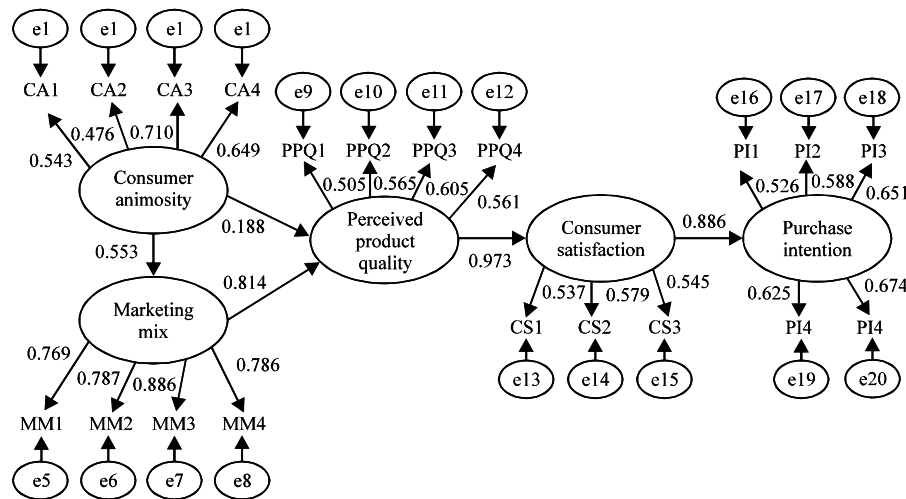 e1 e1 e1 e1
CA1 CA2 CA3 CA4
0.543 0.476 0.710 0.649
Consumer
animosity
0.188
0.553
0.814
Marketing
mix
0.769 0.787 0.886 0.786
MM1 MM2 MM3 MM4
e5 e6 e7 e8
e9 e10 e11 e12
PPQ1 PPQ2 PPQ3 PPQ4
0.505 0.565 0.605 0.561
Perceived
product
quality
0.973
Consumer
satisfaction
0.537 0.579 0.545
CS1 CS2 CS3
e13 e14 e15
0.886
e16 e17 e18
PI1 PI2 PI3
0.526 0.588 0.651
Purchase
intention
0.625 0.674
PI4 PI4
e19 e20